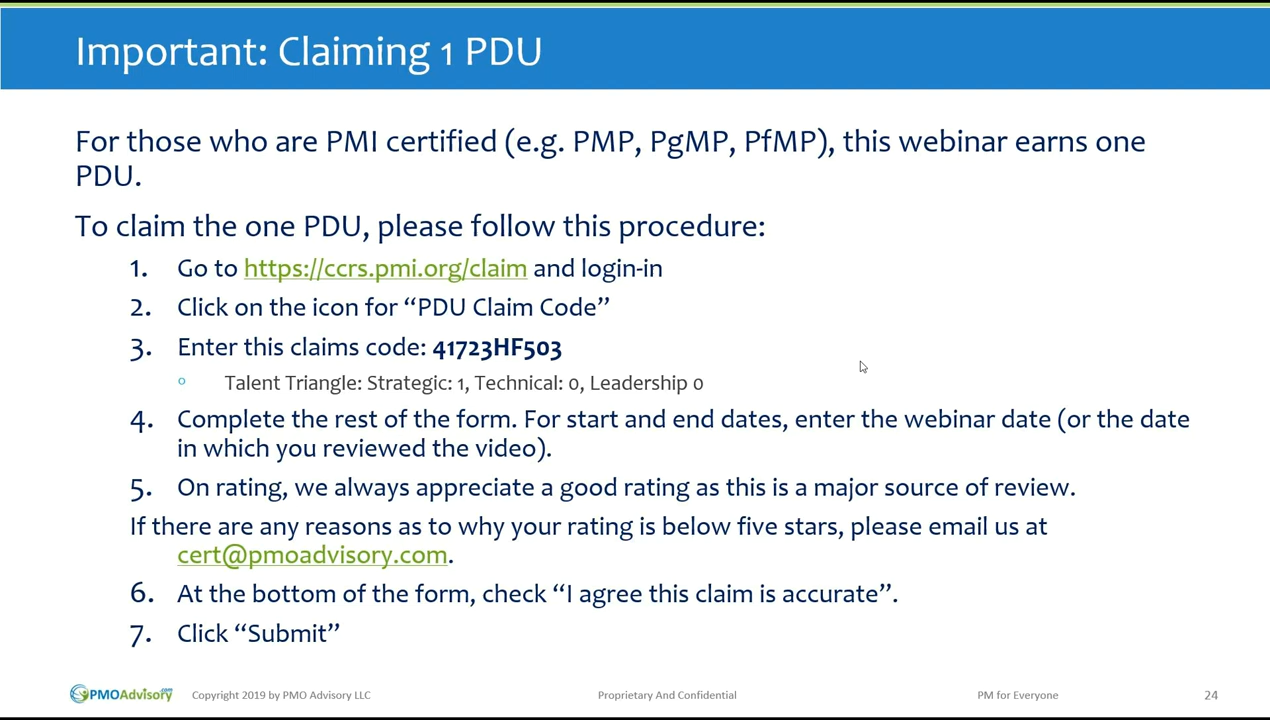 Important: Claiming 1 PDU
For those who are PMI certified (e.g. PMP, PgMP, PfMP), this webinar earns one
PDU.
To claim the one PDU, please follow this procedure:
1. Go to https://ccrs.pmi.org/claim and login-in
2. Click on the icon for “PDU Claim Code”
3. Enter this claims code: 41723HF503
○ Talent Triangle: Strategic: 1, Technical: 0, Leadership 0
4. Complete the rest of the form. For start and end dates, enter the webinar date (or the date
in which you reviewed the video).
5. On rating, we always appreciate a good rating as this is a major source of review.
If there are any reasons as to why your rating is below five stars, please email us at
cert@pmoadvisory.com.
6. At the bottom of the form, check “I agree this claim is accurate”.
7. Click “Submit”
PMOAdvisory.com Copyright 2019 by PMO Advisory LLC Proprietary And Confidential PM for Everyone 24